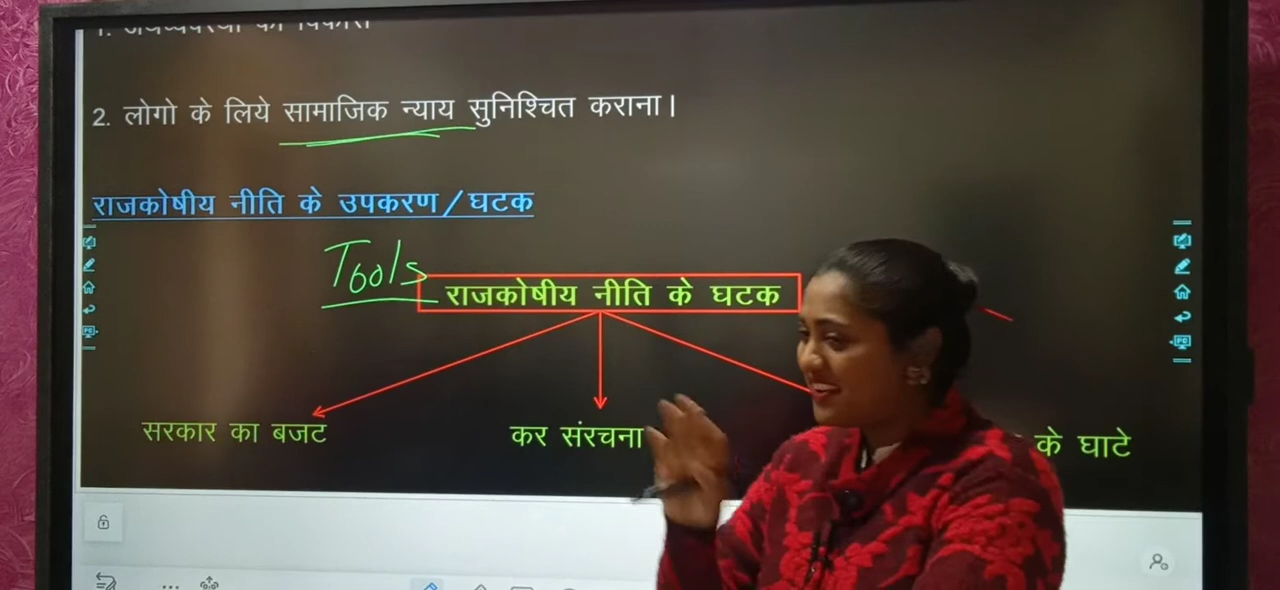 2. लोगो के लिये सामाजिक न्याय सुनिश्चित कराना।
राजकोषीय नीति के उपकरण/घटक
Tools
राजकोषीय नीति के घटक
सरकार का बजट
कर संरचना
के घाटे